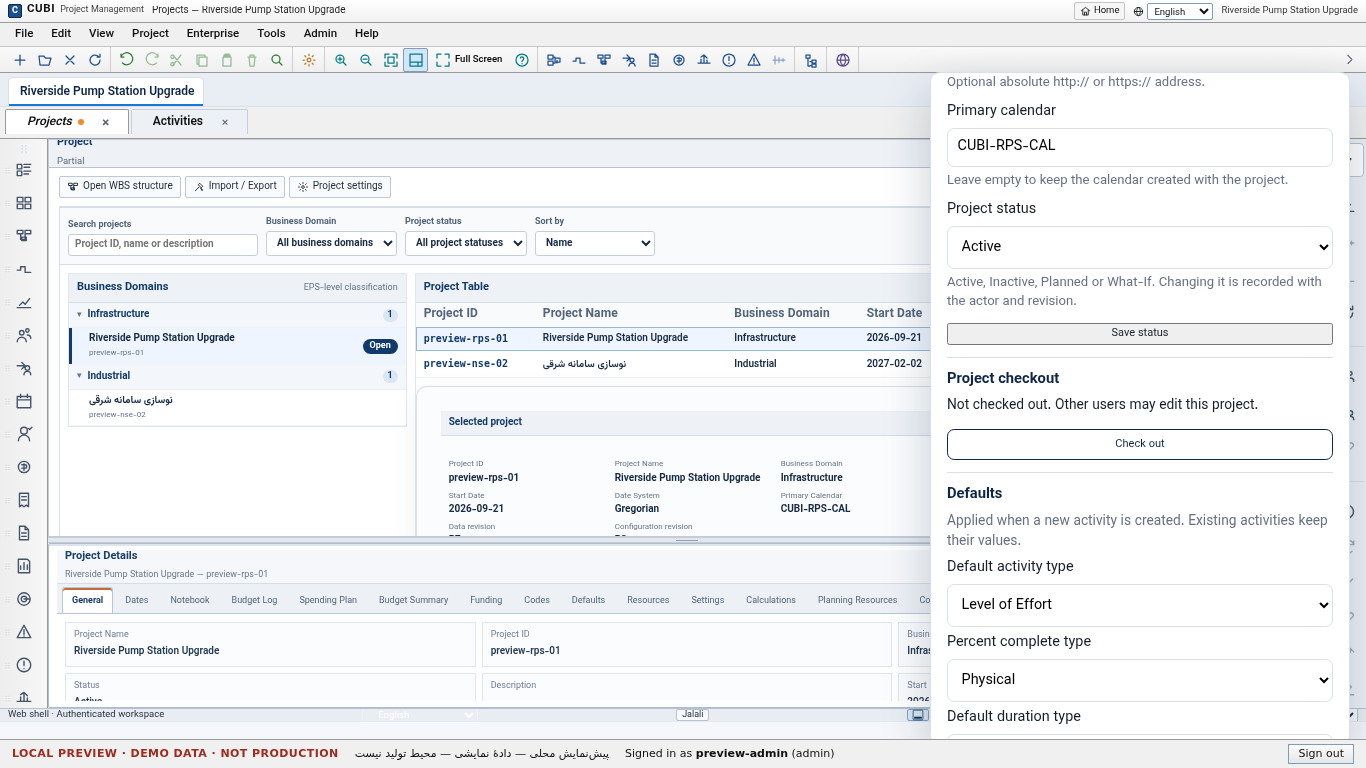 CUBI Project Management Projects — Riverside Pump Station Upgrade
Home English Riverside Pump Station Upgrade
File Edit View Project Enterprise Tools Admin Help
Full Screen
Riverside Pump Station Upgrade
Projects × Activities ×
Project
Partial
Open WBS structure Import / Export Project settings
Search projects Business Domain Project status Sort by
Project ID, name or description All business domains All project statuses Name
Business Domains EPS-level classification
Infrastructure 1
Riverside Pump Station Upgrade
preview-rps-01 Open
Industrial 1
نوسازی سامانه شرقی
preview-nse-02
Project Table
Project ID Project Name Business Domain Start Date
preview-rps-01 Riverside Pump Station Upgrade Infrastructure 2026-09-21
preview-nse-02 نوسازی سامانه شرقی Industrial 2027-02-02
Selected project
Project ID Project Name Business Domain
preview-rps-01 Riverside Pump Station Upgrade Infrastructure
Start Date Date System Primary Calendar
2026-09-21 Gregorian CUBI-RPS-CAL
Data revision Configuration revision
Project Details
Riverside Pump Station Upgrade — preview-rps-01
General Dates Notebook Budget Log Spending Plan Budget Summary Funding Codes Defaults Resources Settings Calculations Planning Resources Co
Project Name Project ID Busin
Riverside Pump Station Upgrade preview-rps-01 Infras
Status Description Start
Active 2026
Optional absolute http:// or https:// address.
Primary calendar
CUBI-RPS-CAL
Leave empty to keep the calendar created with the project.
Project status
Active
Active, Inactive, Planned or What-If. Changing it is recorded with
the actor and revision.
Save status
Project checkout
Not checked out. Other users may edit this project.
Check out
Defaults
Applied when a new activity is created. Existing activities keep
their values.
Default activity type
Level of Effort
Percent complete type
Physical
Default duration type
Web shell · Authenticated workspace English Jalali
LOCAL PREVIEW · DEMO DATA · NOT PRODUCTION پیش‌نمایش محلی — دادهٔ نمایشی — محیط تولید نیست Signed in as preview-admin (admin) Sign out